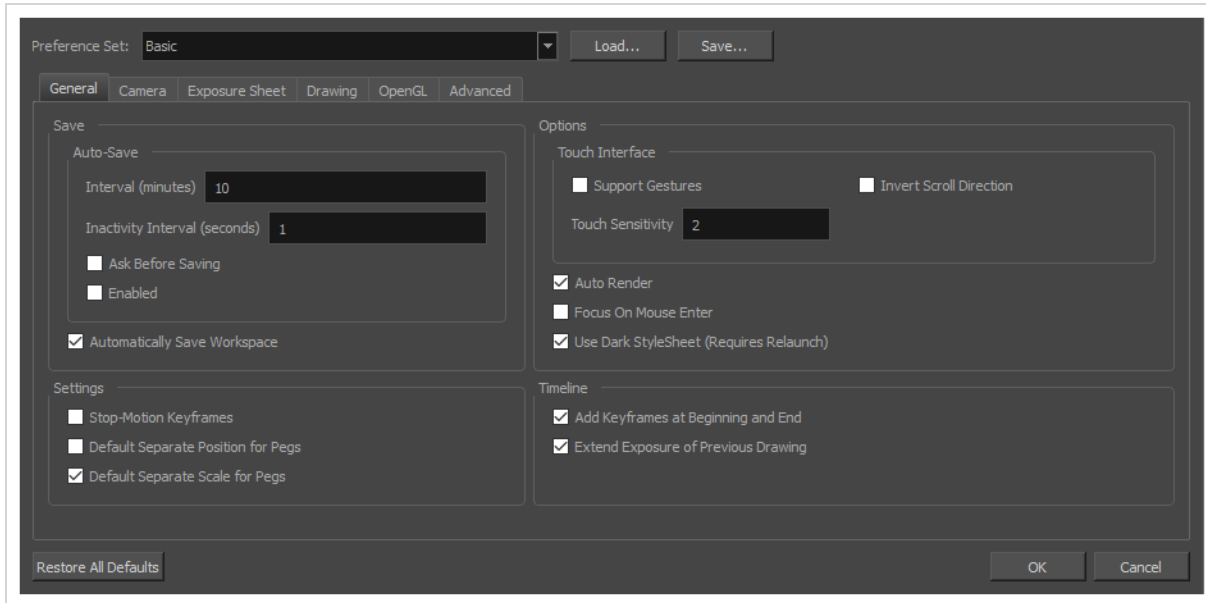 Preference Set: Basic Load... Save...
General Camera Exposure Sheet Drawing OpenGL Advanced
Save
Auto-Save
Interval (minutes) 10
Inactivity Interval (seconds) 1
Ask Before Saving
Enabled
Automatically Save Workspace
Options
Touch Interface
Support Gestures Invert Scroll Direction
Touch Sensitivity 2
Auto Render
Focus On Mouse Enter
Use Dark StyleSheet (Requires Relaunch)
Settings
Stop-Motion Keyframes
Default Separate Position for Pegs
Default Separate Scale for Pegs
Timeline
Add Keyframes at Beginning and End
Extend Exposure of Previous Drawing
Restore All Defaults OK Cancel